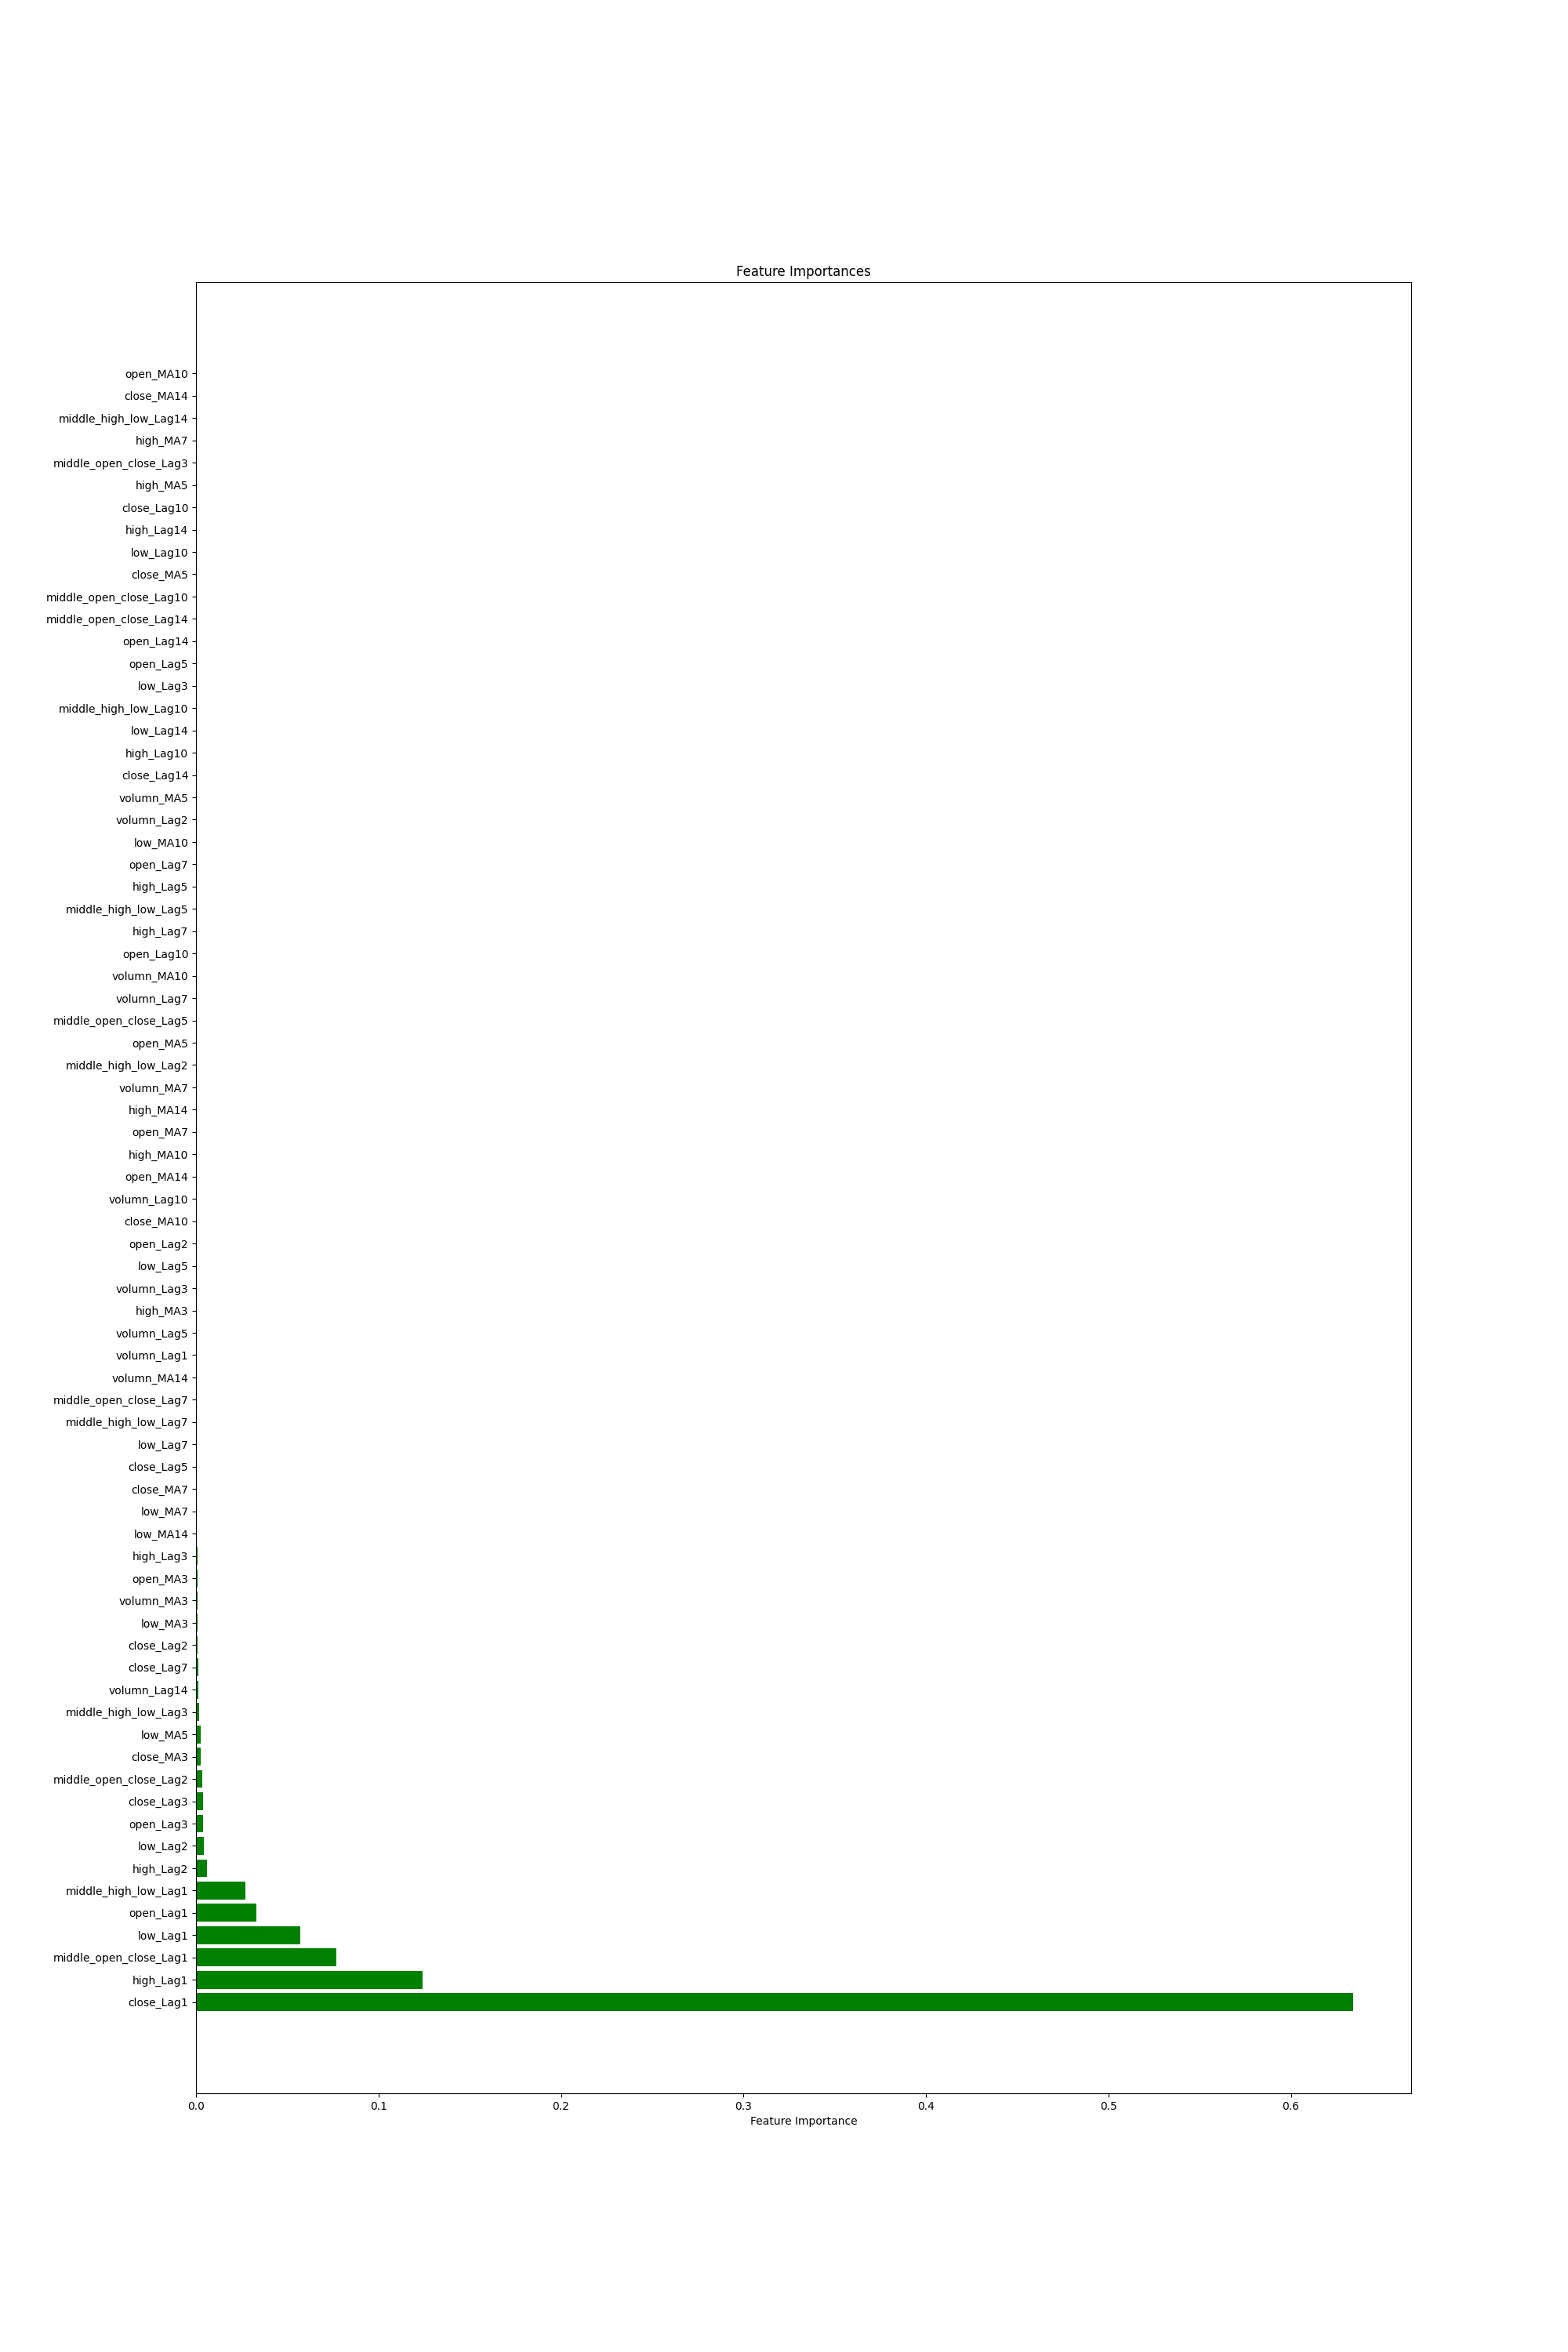 Feature Importances
open_MA10
close_MA14
middle_high_low_Lag14
high_MA7
middle_open_close_Lag3
high_MA5
close_Lag10
high_Lag14
low_Lag10
close_MA5
middle_open_close_Lag10
middle_open_close_Lag14
open_Lag14
open_Lag5
low_Lag3
middle_high_low_Lag10
low_Lag14
high_Lag10
close_Lag14
volumn_MA5
volumn_Lag2
low_MA10
open_Lag7
high_Lag5
middle_high_low_Lag5
high_Lag7
open_Lag10
volumn_MA10
volumn_Lag7
middle_open_close_Lag5
open_MA5
middle_high_low_Lag2
volumn_MA7
high_MA14
open_MA7
high_MA10
open_MA14
volumn_Lag10
close_MA10
open_Lag2
low_Lag5
volumn_Lag3
high_MA3
volumn_Lag5
volumn_Lag1
volumn_MA14
middle_open_close_Lag7
middle_high_low_Lag7
low_Lag7
close_Lag5
close_MA7
low_MA7
low_MA14
high_Lag3
open_MA3
volumn_MA3
low_MA3
close_Lag2
close_Lag7
volumn_Lag14
middle_high_low_Lag3
low_MA5
close_MA3
middle_open_close_Lag2
close_Lag3
open_Lag3
low_Lag2
high_Lag2
middle_high_low_Lag1
open_Lag1
low_Lag1
middle_open_close_Lag1
high_Lag1
close_Lag1
0.0 0.1 0.2 0.3 0.4 0.5 0.6
Feature Importance